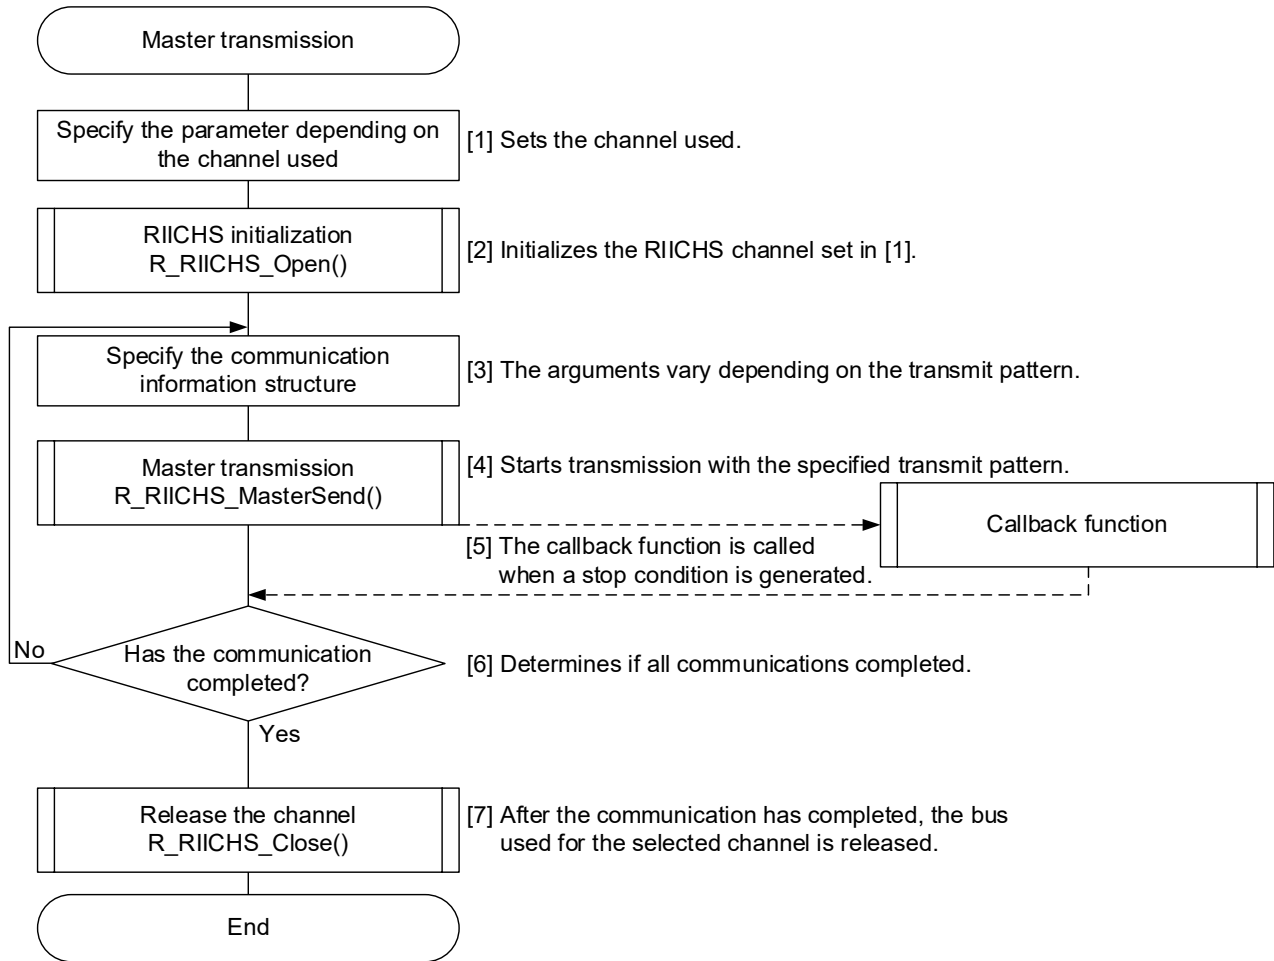 Master transmission
Specify the parameter depending on
the channel used
[1] Sets the channel used.
RIICHS initialization
R_RIICHS_Open()
[2] Initializes the RIICHS channel set in [1].
Specify the communication
information structure
[3] The arguments vary depending on the transmit pattern.
Master transmission
R_RIICHS_MasterSend()
[4] Starts transmission with the specified transmit pattern.
Callback function
[5] The callback function is called
when a stop condition is generated.
No
Has the communication
completed?
[6] Determines if all communications completed.
Yes
Release the channel
R_RIICHS_Close()
[7] After the communication has completed, the bus
used for the selected channel is released.
End